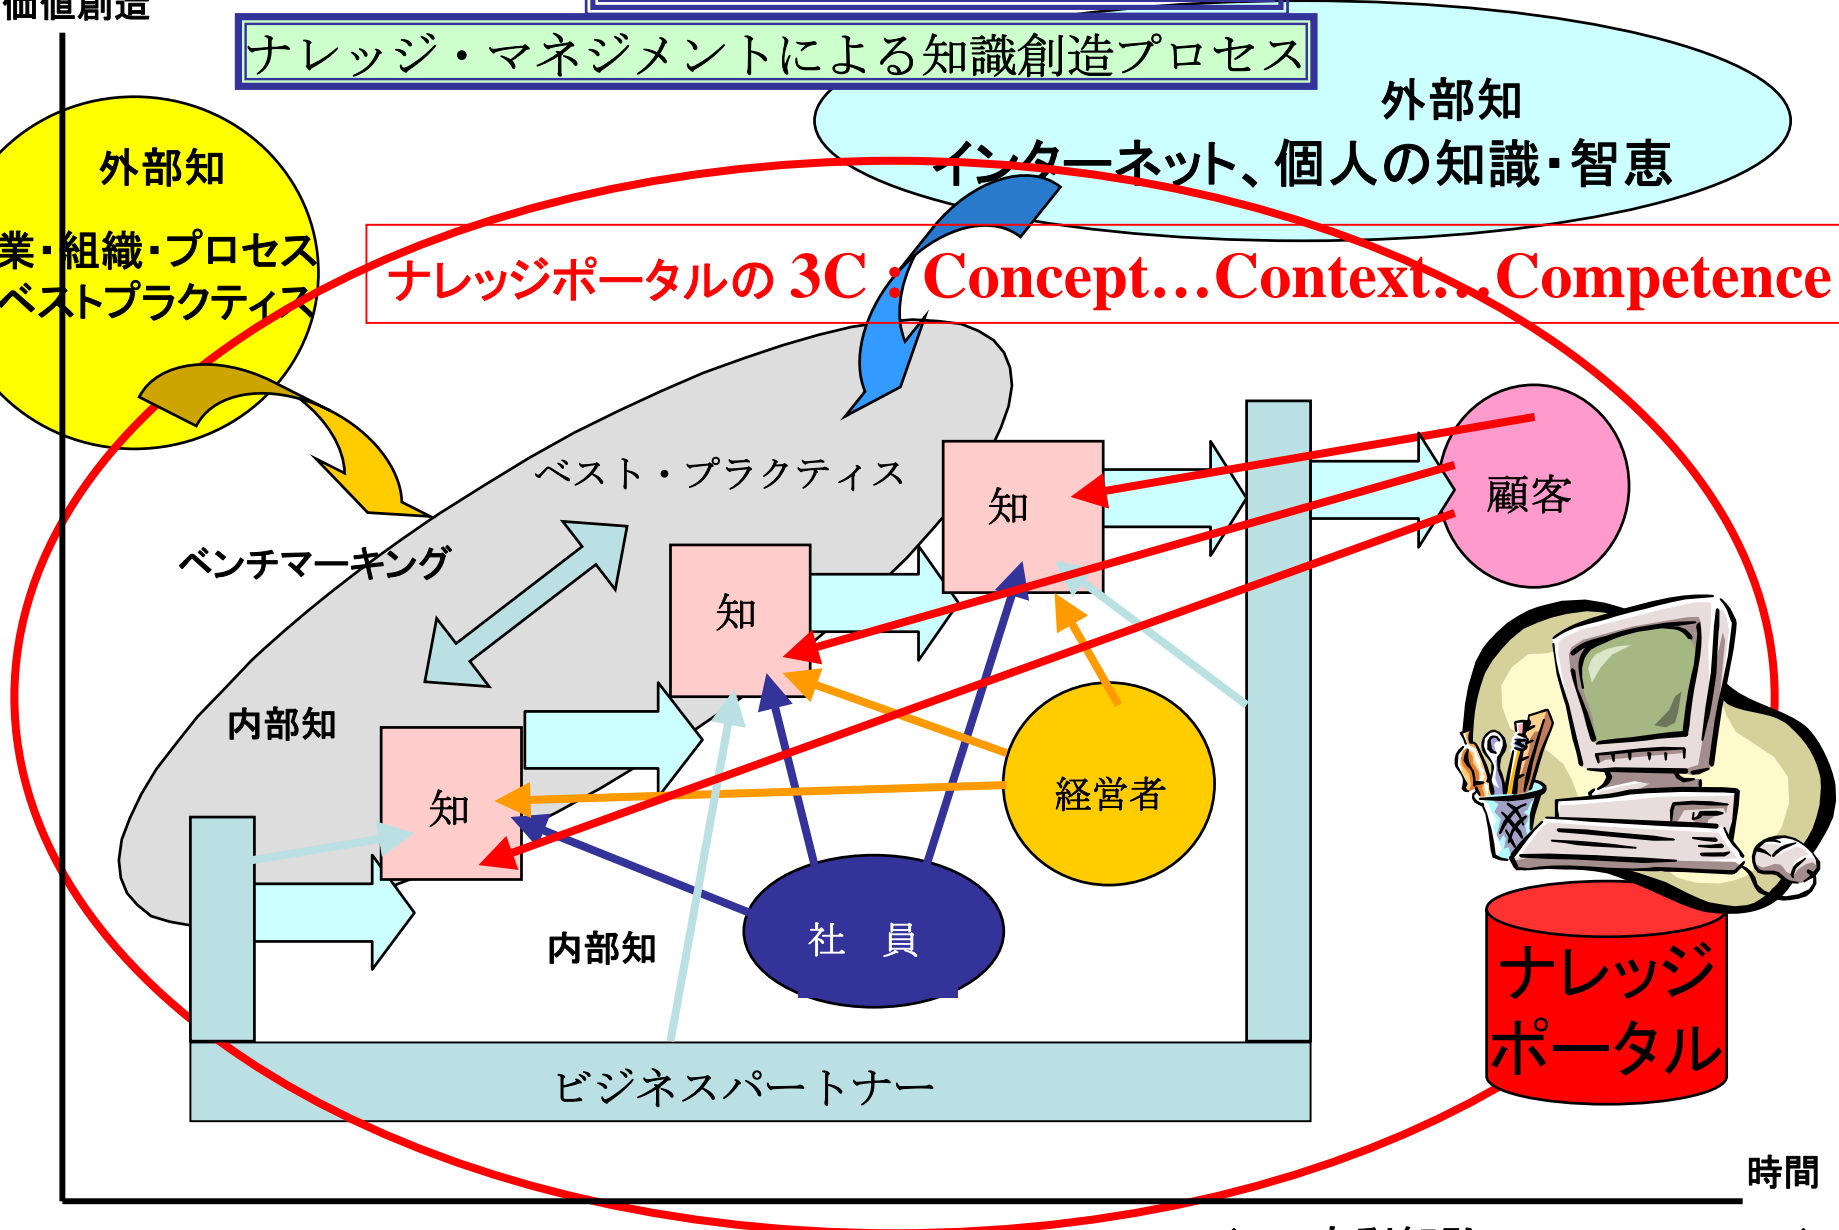 価値創造
ナレッジ・マネジメントによる知識創造プロセス
外部知
インターネット、個人の知識・智恵
外部知
業・組織・プロセス
ベストプラクティス
ナレッジポータルの 3C：Concept…Context…Competence
ベスト・プラクティス
知
顧客
ベンチマーキング
知
内部知
知
経営者
内部知
社　員
ナレッジ
ポータル
ビジネスパートナー
時間